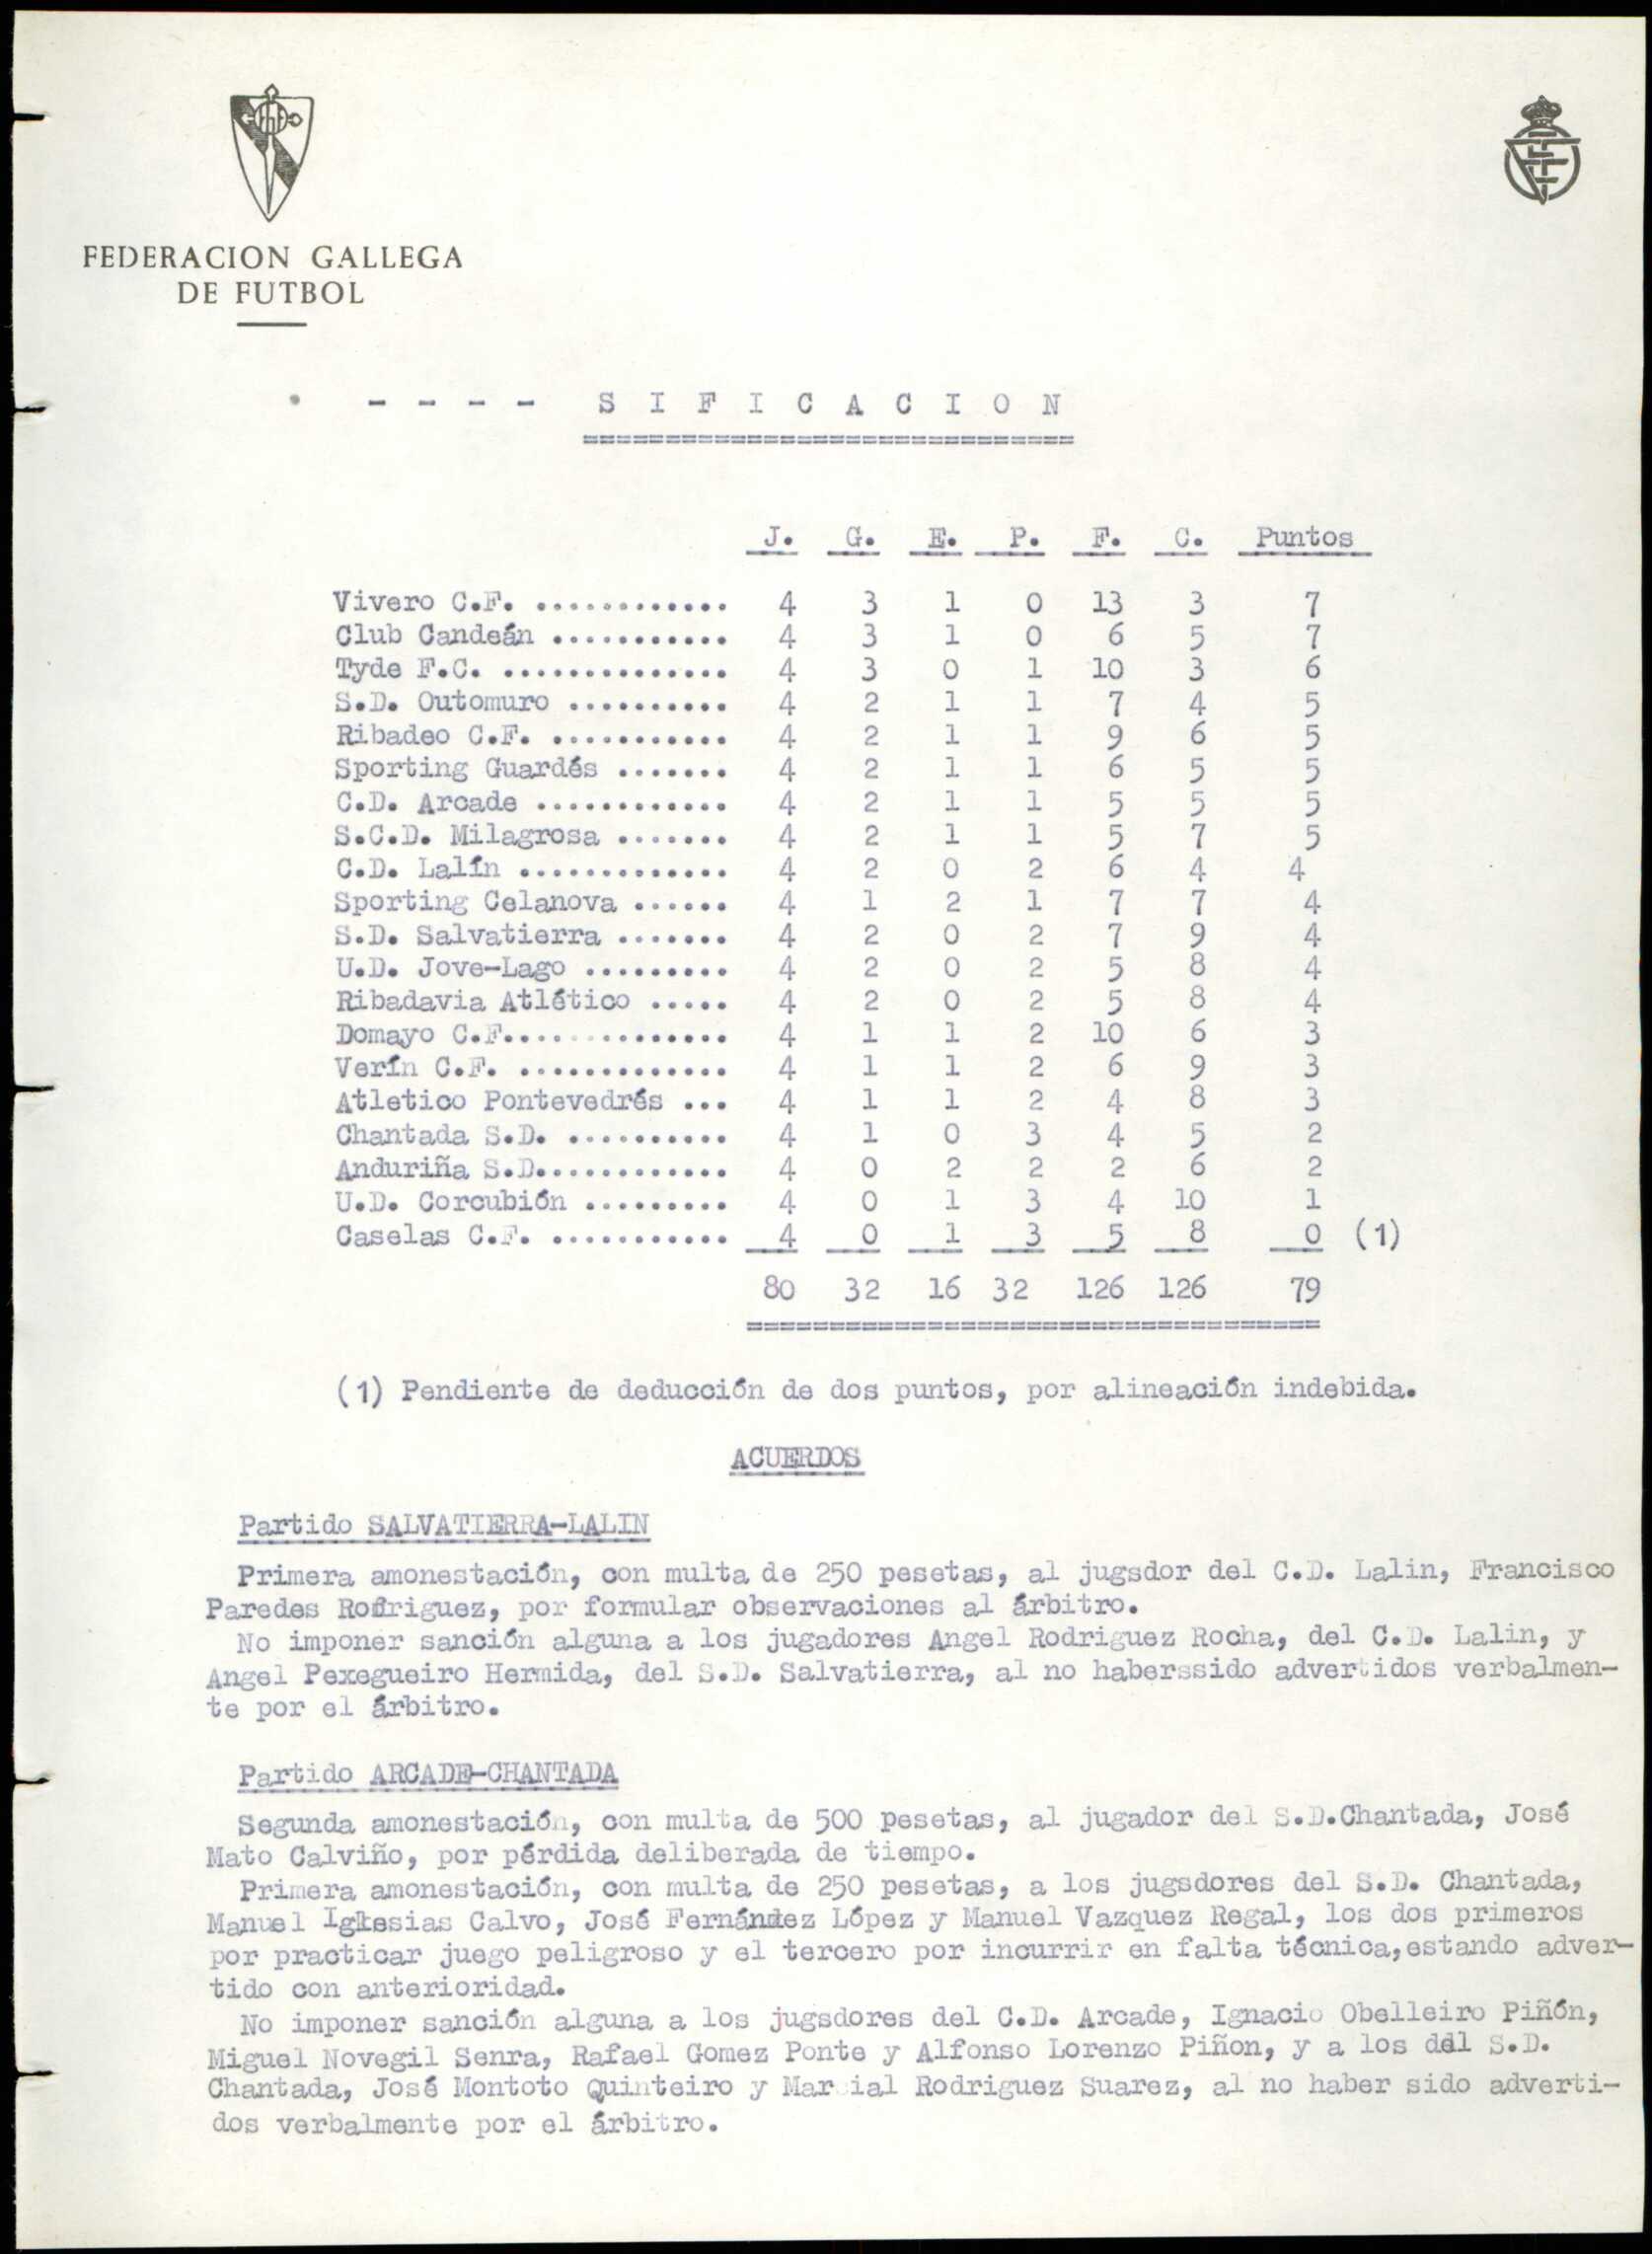 FEDERACION GALLEGA
DE FUTBOL
- - - - S I F I C A C I O N
==============================
J. G. E. P. F. C. Puntos
Vivero C.F. ............ 4 3 1 0 13 3 7
Club Candeán ........... 4 3 1 0 6 5 7
Tyde F.C. .............. 4 3 0 1 10 3 6
S.D. Outomuro .......... 4 2 1 1 7 4 5
Ribadeo C.F. ........... 4 2 1 1 9 6 5
Sporting Guardés ....... 4 2 1 1 6 5 5
C.D. Arcade ............ 4 2 1 1 5 5 5
S.C.D. Milagrosa ....... 4 2 1 1 5 7 5
C.D. Lalín ............. 4 2 0 2 6 4 4
Sporting Celanova ...... 4 1 2 1 7 7 4
S.D. Salvatierra ....... 4 2 0 2 7 9 4
U.D. Jove-Lago ......... 4 2 0 2 5 8 4
Ribadavia Atlético ..... 4 2 0 2 5 8 4
Domayo C.F.............. 4 1 1 2 10 6 3
Verín C.F. ............. 4 1 1 2 6 9 3
Atletico Pontevedrés ... 4 1 1 2 4 8 3
Chantada S.D. .......... 4 1 0 3 4 5 2
Anduriña S.D............ 4 0 2 2 2 6 2
U.D. Corcubión ......... 4 0 1 3 4 10 1
Caselas C.F. ........... 4 0 1 3 5 8 0 (1)
80 32 16 32 126 126 79
===================================
(1) Pendiente de deducción de dos puntos, por alineación indebida.
ACUERDOS
Partido SALVATIERRA-LALIN
Primera amonestación, con multa de 250 pesetas, al jugsdor del C.D. Lalin, Francisco
Paredes Rodriguez, por formular observaciones al árbitro.
No imponer sanción alguna a los jugadores Angel Rodriguez Rocha, del C.D. Lalin, y
Angel Pexegueiro Hermida, del S.D. Salvatierra, al no haberssido advertidos verbalmen-
te por el árbitro.
Partido ARCADE-CHANTADA
Segunda amonestación, con multa de 500 pesetas, al jugador del S.D.Chantada, José
Mato Calviño, por pérdida deliberada de tiempo.
Primera amonestación, con multa de 250 pesetas, a los jugsdores del S.D. Chantada,
Manuel Iglesias Calvo, José Fernández López y Manuel Vazquez Regal, los dos primeros
por practicar juego peligroso y el tercero por incurrir en falta técnica,estando adver-
tido con anterioridad.
No imponer sanción alguna a los jugsdores del C.D. Arcade, Ignacio Obelleiro Piñón,
Miguel Novegil Senra, Rafael Gomez Ponte y Alfonso Lorenzo Piñon, y a los del S.D.
Chantada, José Montoto Quinteiro y Marcial Rodriguez Suarez, al no haber sido adverti-
dos verbalmente por el árbitro.